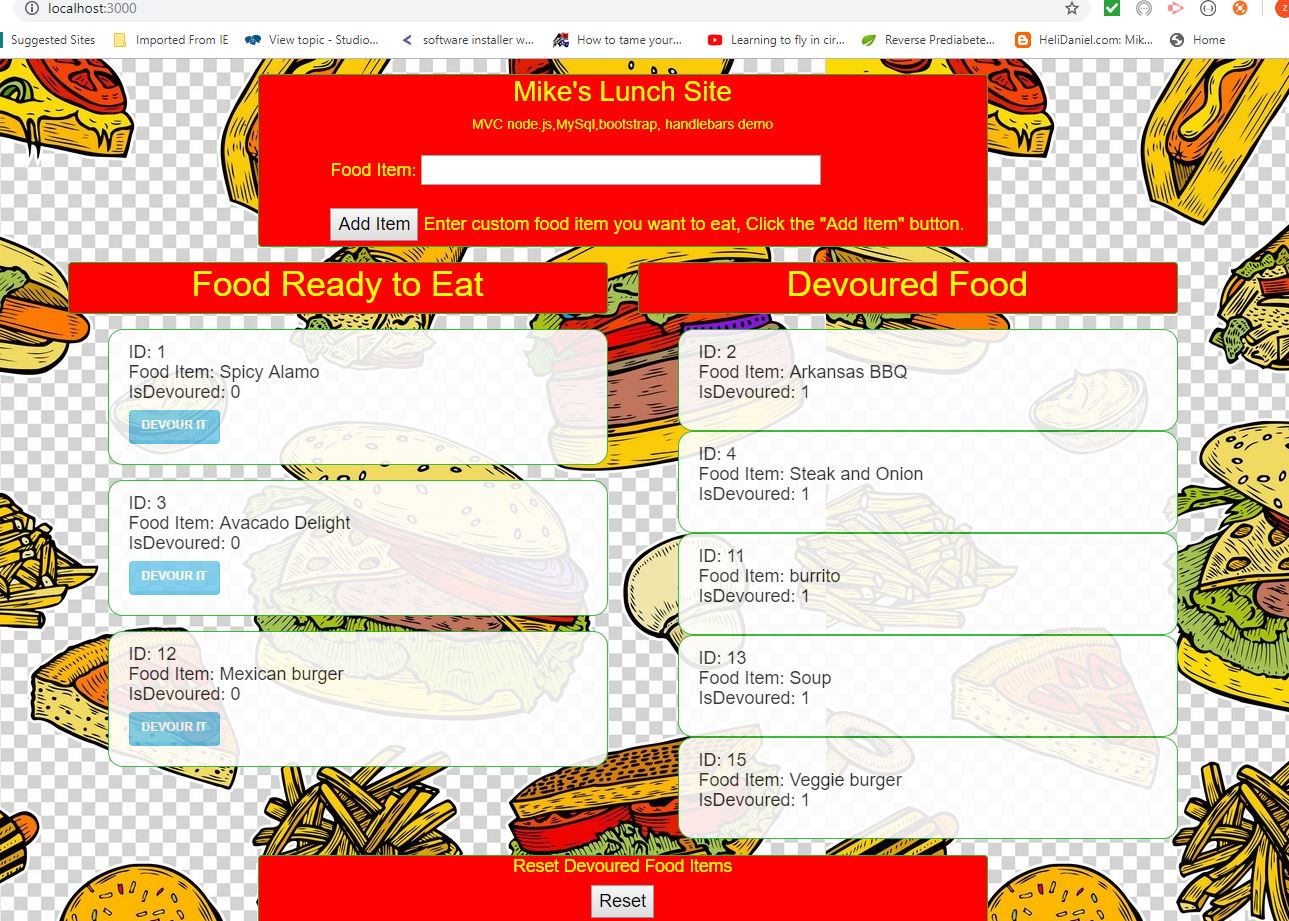 localhost:3000
Suggested Sites Imported From IE View topic - Studio... software installer w... How to tame your... Learning to fly in cir... Reverse Prediabete... HeliDaniel.com: Mik... Home
Mike's Lunch Site
MVC node.js,MySql,bootstrap, handlebars demo
Food Item:
Add Item Enter custom food item you want to eat, Click the "Add Item" button.
Food Ready to Eat
ID: 1
Food Item: Spicy Alamo
IsDevoured: 0
DEVOUR IT
ID: 3
Food Item: Avacado Delight
IsDevoured: 0
DEVOUR IT
ID: 12
Food Item: Mexican burger
IsDevoured: 0
DEVOUR IT
Devoured Food
ID: 2
Food Item: Arkansas BBQ
IsDevoured: 1
ID: 4
Food Item: Steak and Onion
IsDevoured: 1
ID: 11
Food Item: burrito
IsDevoured: 1
ID: 13
Food Item: Soup
IsDevoured: 1
ID: 15
Food Item: Veggie burger
IsDevoured: 1
Reset Devoured Food Items
Reset